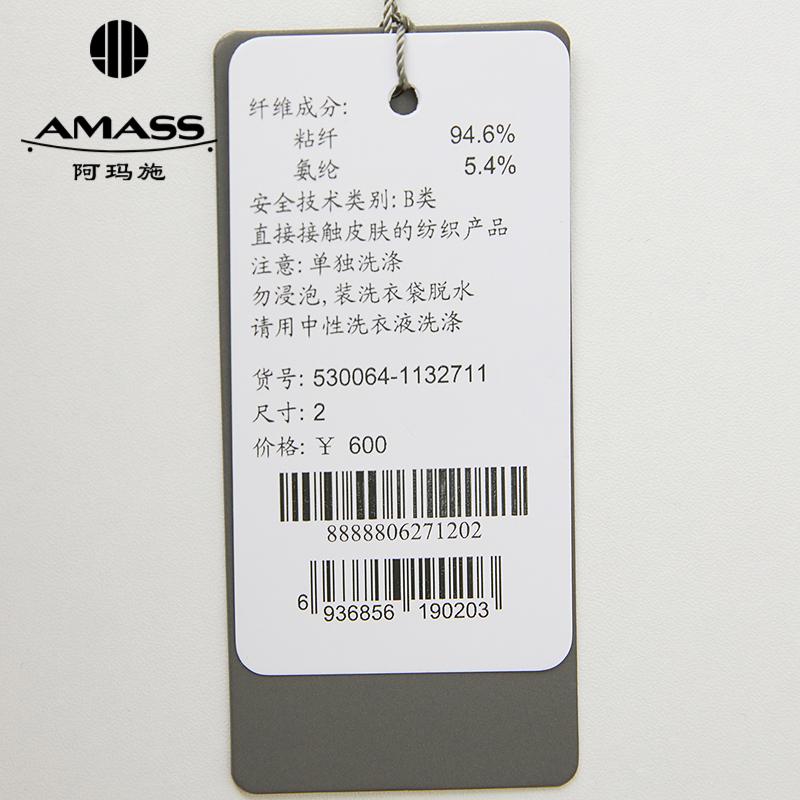 AMASS
阿玛施
纤维成分:
粘纤 94.6%
氨纶 5.4%
安全技术类别: B类
直接接触皮肤的纺织产品
注意: 单独洗涤
勿浸泡, 装洗衣袋脱水
请用中性洗衣液洗涤
货号: 530064-1132711
尺寸: 2
价格: ￥ 600
8888806271202
6 936856 190203